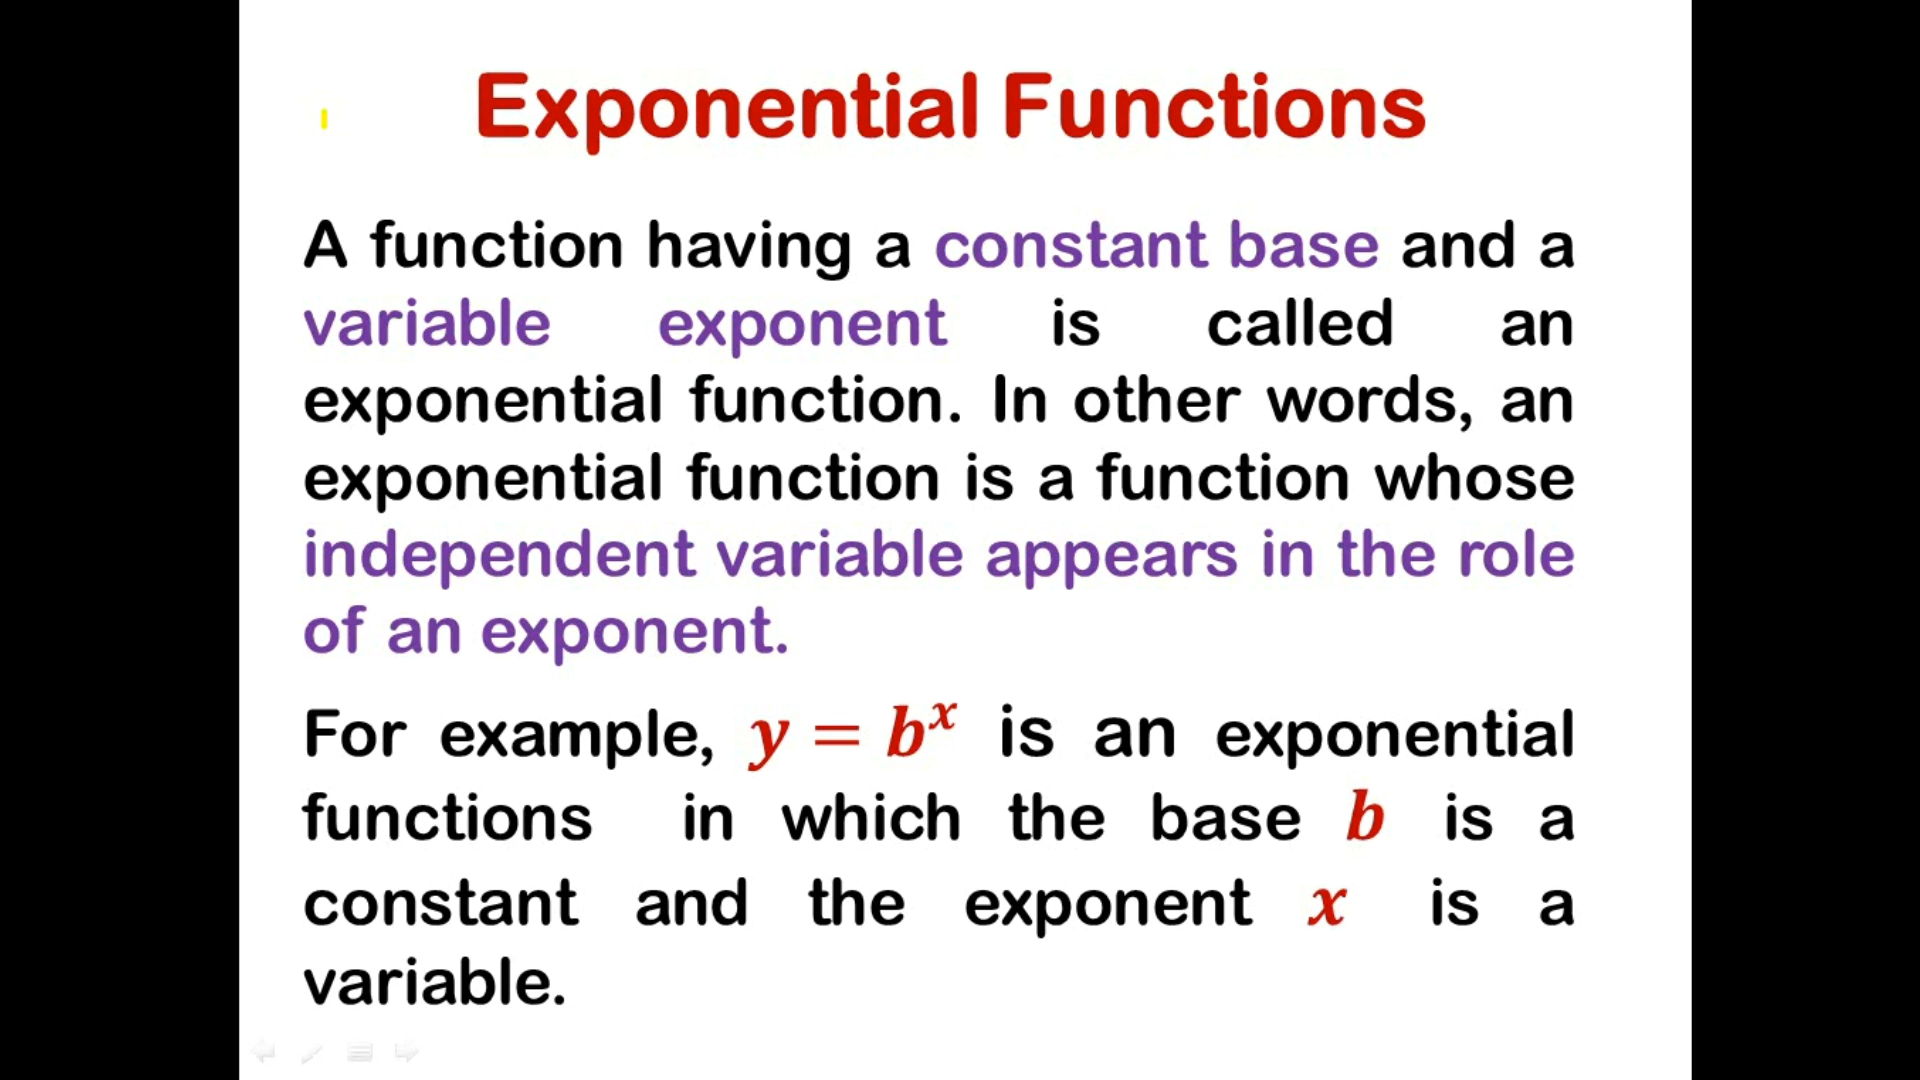 Exponential Functions
A function having a constant base and a
variable exponent is called an
exponential function. In other words, an
exponential function is a function whose
independent variable appears in the role
of an exponent.
For example, y = bˣ is an exponential
functions in which the base b is a
constant and the exponent x is a
variable.